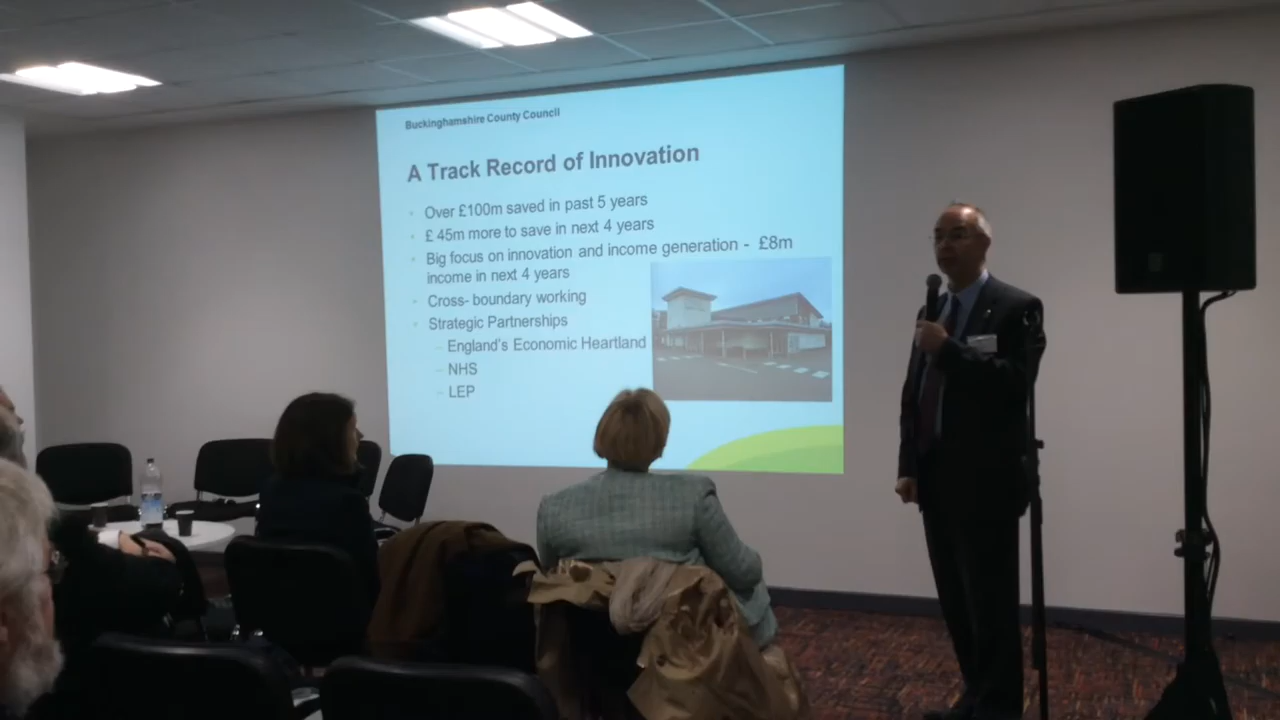 Buckinghamshire County Council
A Track Record of Innovation
Over £100m saved in past 5 years
£ 45m more to save in next 4 years
Big focus on innovation and income generation - £8m
income in next 4 years
Cross- boundary working
Strategic Partnerships
England's Economic Heartland
NHS
LEP